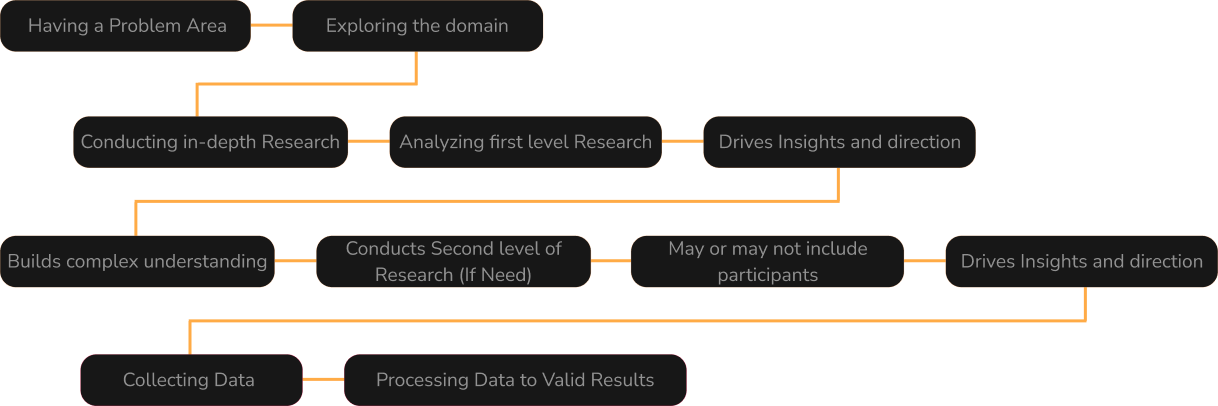 Having a Problem Area
Exploring the domain
Conducting in-depth Research
Analyzing first level Research
Drives Insights and direction
Builds complex understanding
Conducts Second level of
Research (If Need)
May or may not include
participants
Drives Insights and direction
Collecting Data
Processing Data to Valid Results